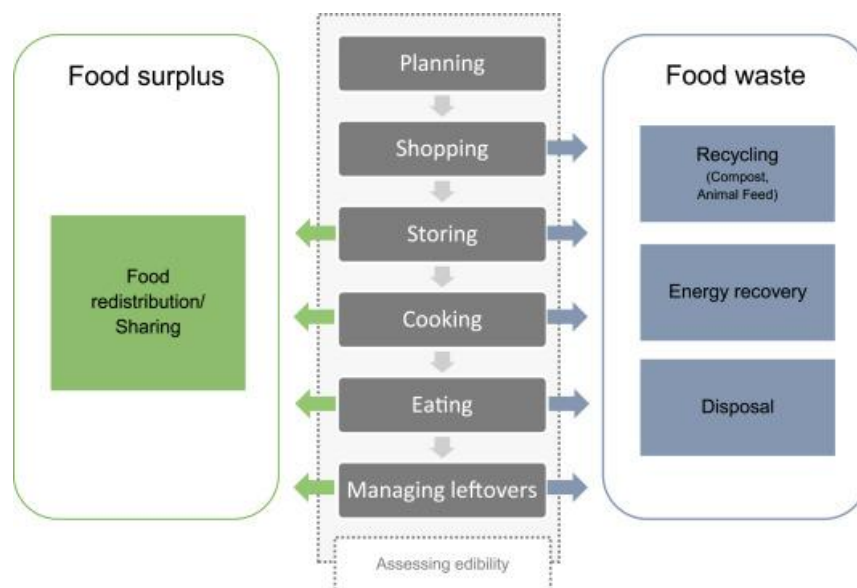 Food surplus
Food
redistribution/
Sharing
Planning
Shopping
Storing
Cooking
Eating
Managing leftovers
Assessing edibility
Food waste
Recycling
(Compost,
Animal Feed)
Energy recovery
Disposal